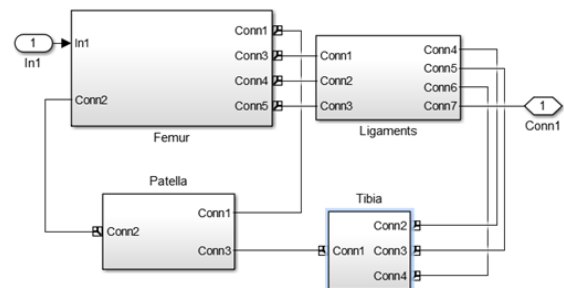 1
In1
In1
Conn2
Conn1
Conn3
Conn4
Conn5
Femur
Conn1
Conn2
Conn3
Conn4
Conn5
Conn6
Conn7
Ligaments
1
Conn1
Patella
Conn2
Conn1
Conn3
Tibia
Conn1
Conn2
Conn3
Conn4